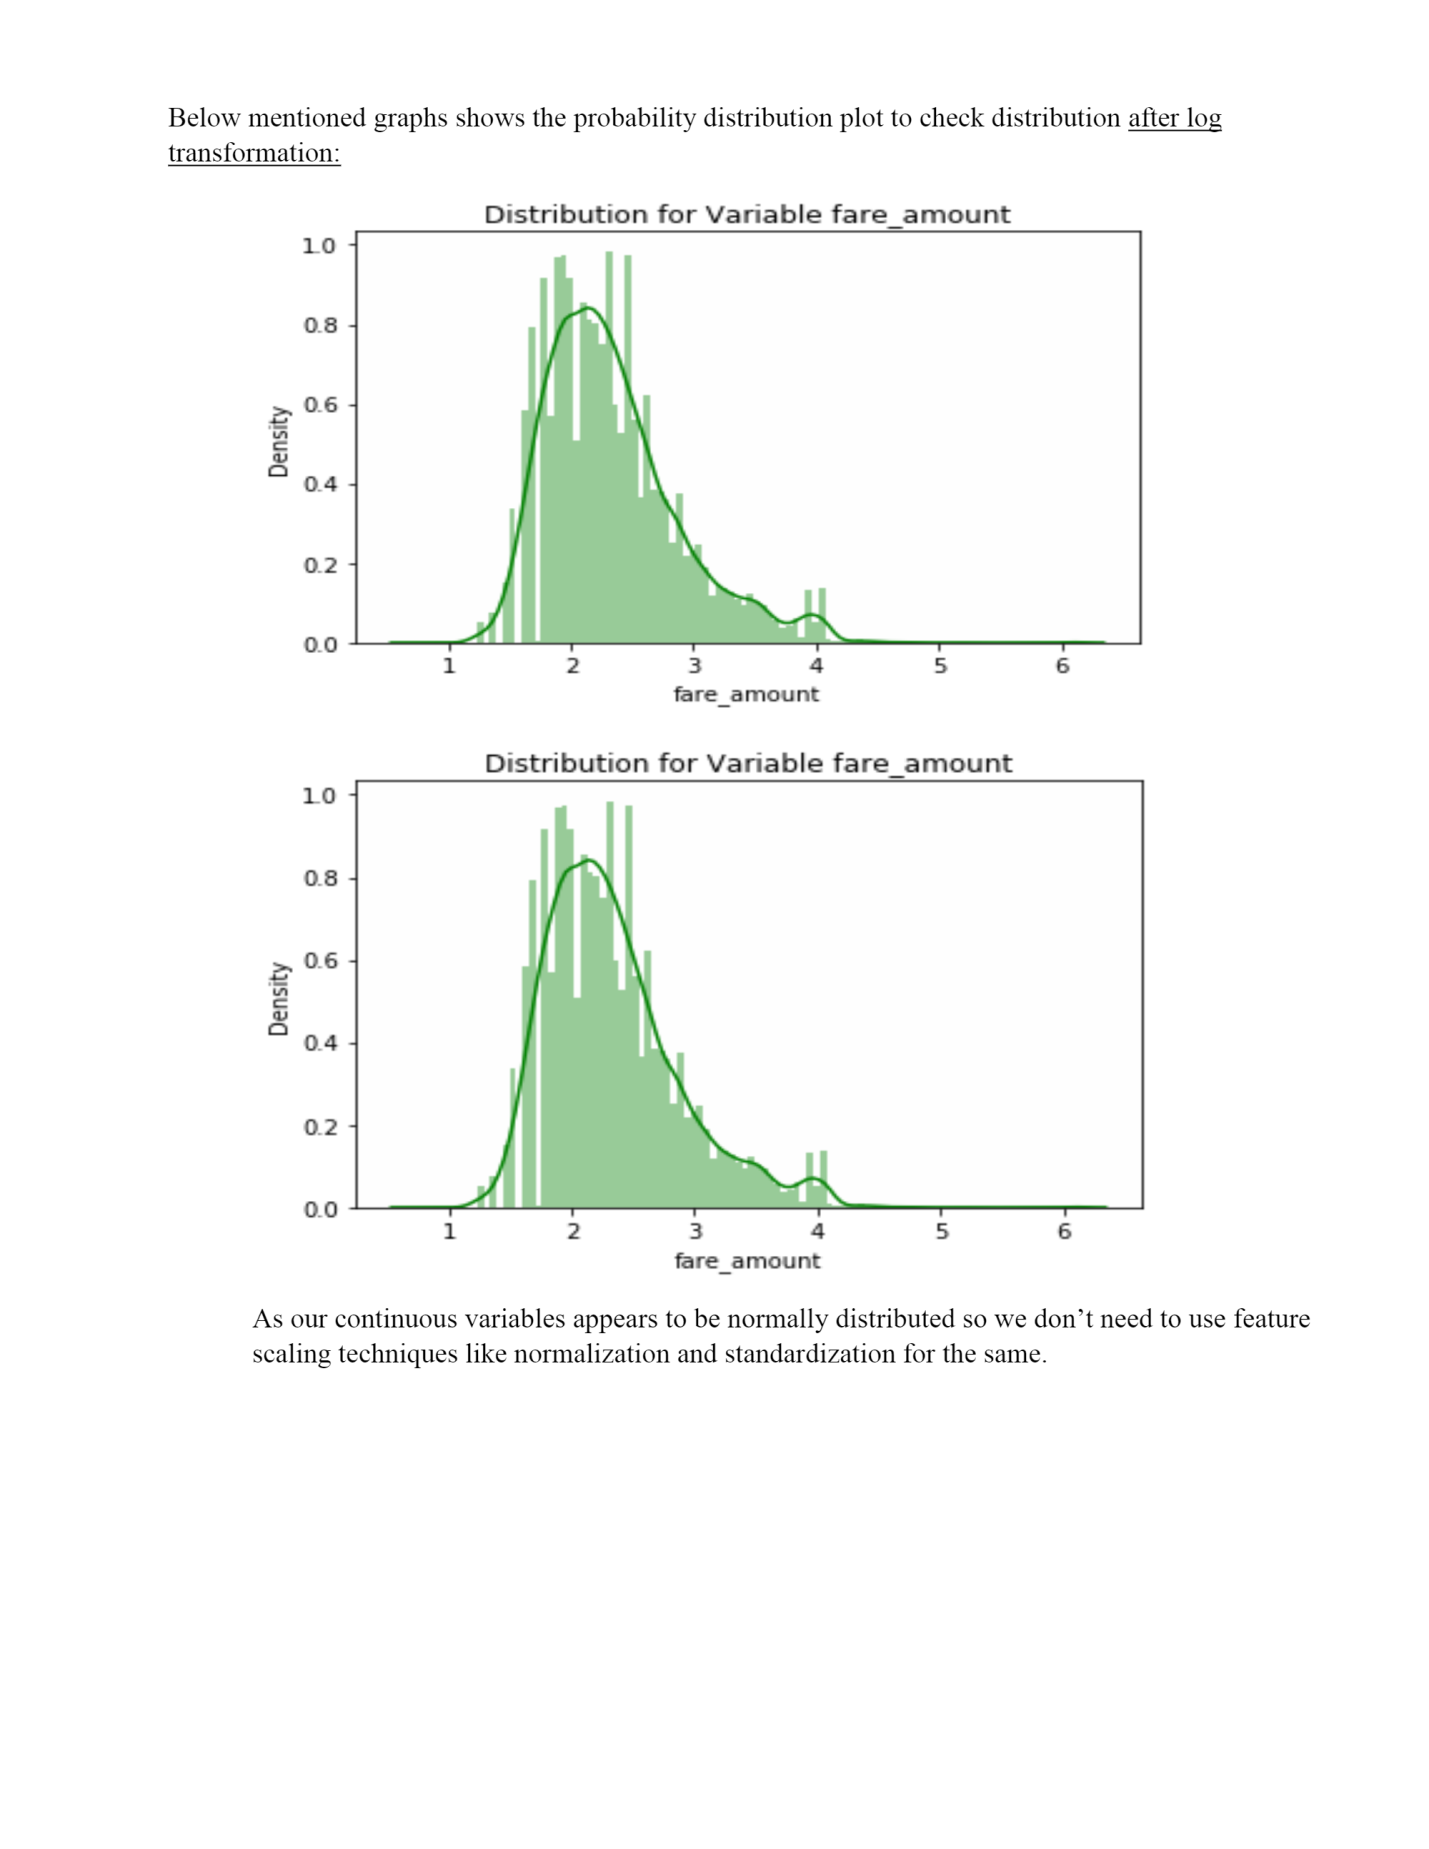 Below mentioned graphs shows the probability distribution plot to check distribution after log
transformation:
Distribution for Variable fare_amount
1.0
0.8
0.6
0.4
0.2
0.0
Density
1 2 3 4 5 6
fare_amount
Distribution for Variable fare_amount
1.0
0.8
0.6
0.4
0.2
0.0
Density
1 2 3 4 5 6
fare_amount
As our continuous variables appears to be normally distributed so we don’t need to use feature
scaling techniques like normalization and standardization for the same.